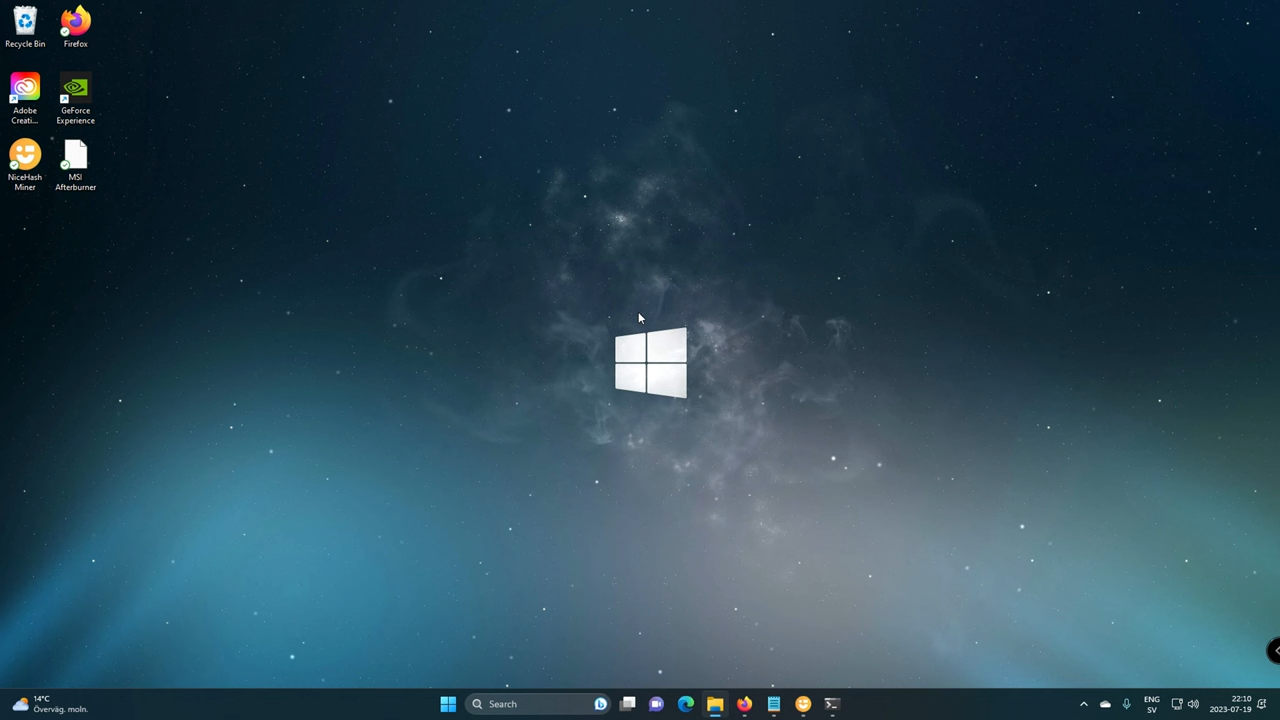 Recycle Bin
Firefox
Adobe
Creati...
GeForce
Experience
NiceHash
Miner
MSI
Afterburner
14°C
Överväg. moln.
Search
ENG
SV
22:10
2023-07-19